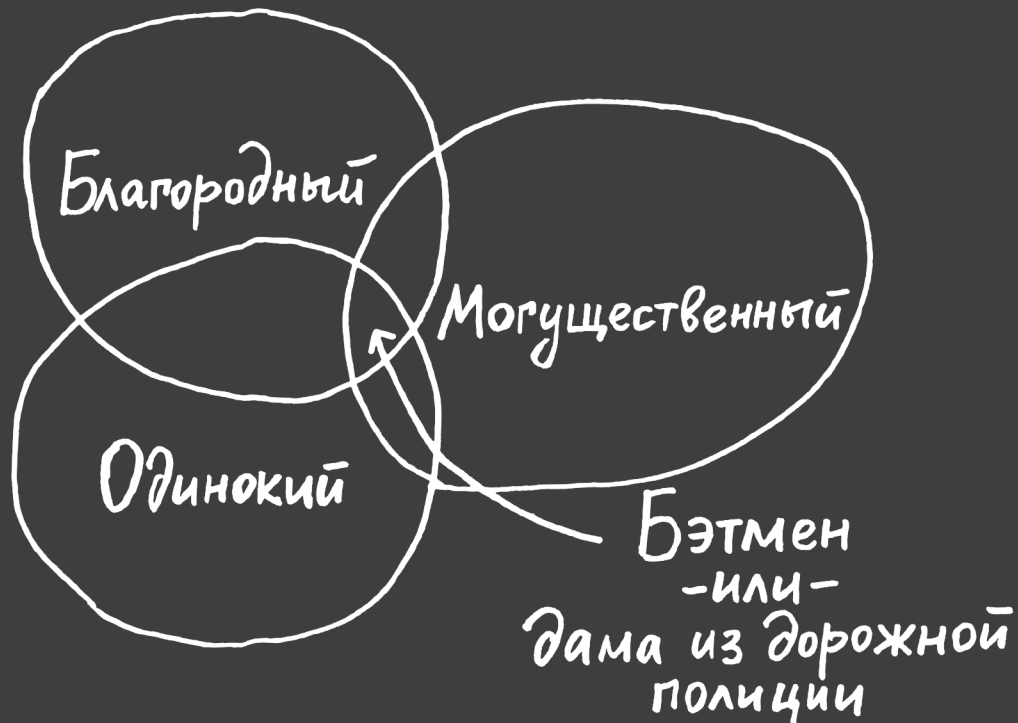 Благородный
Могущественный
Одинокий
Бэтмен
-или-
дама из дорожной
полиции